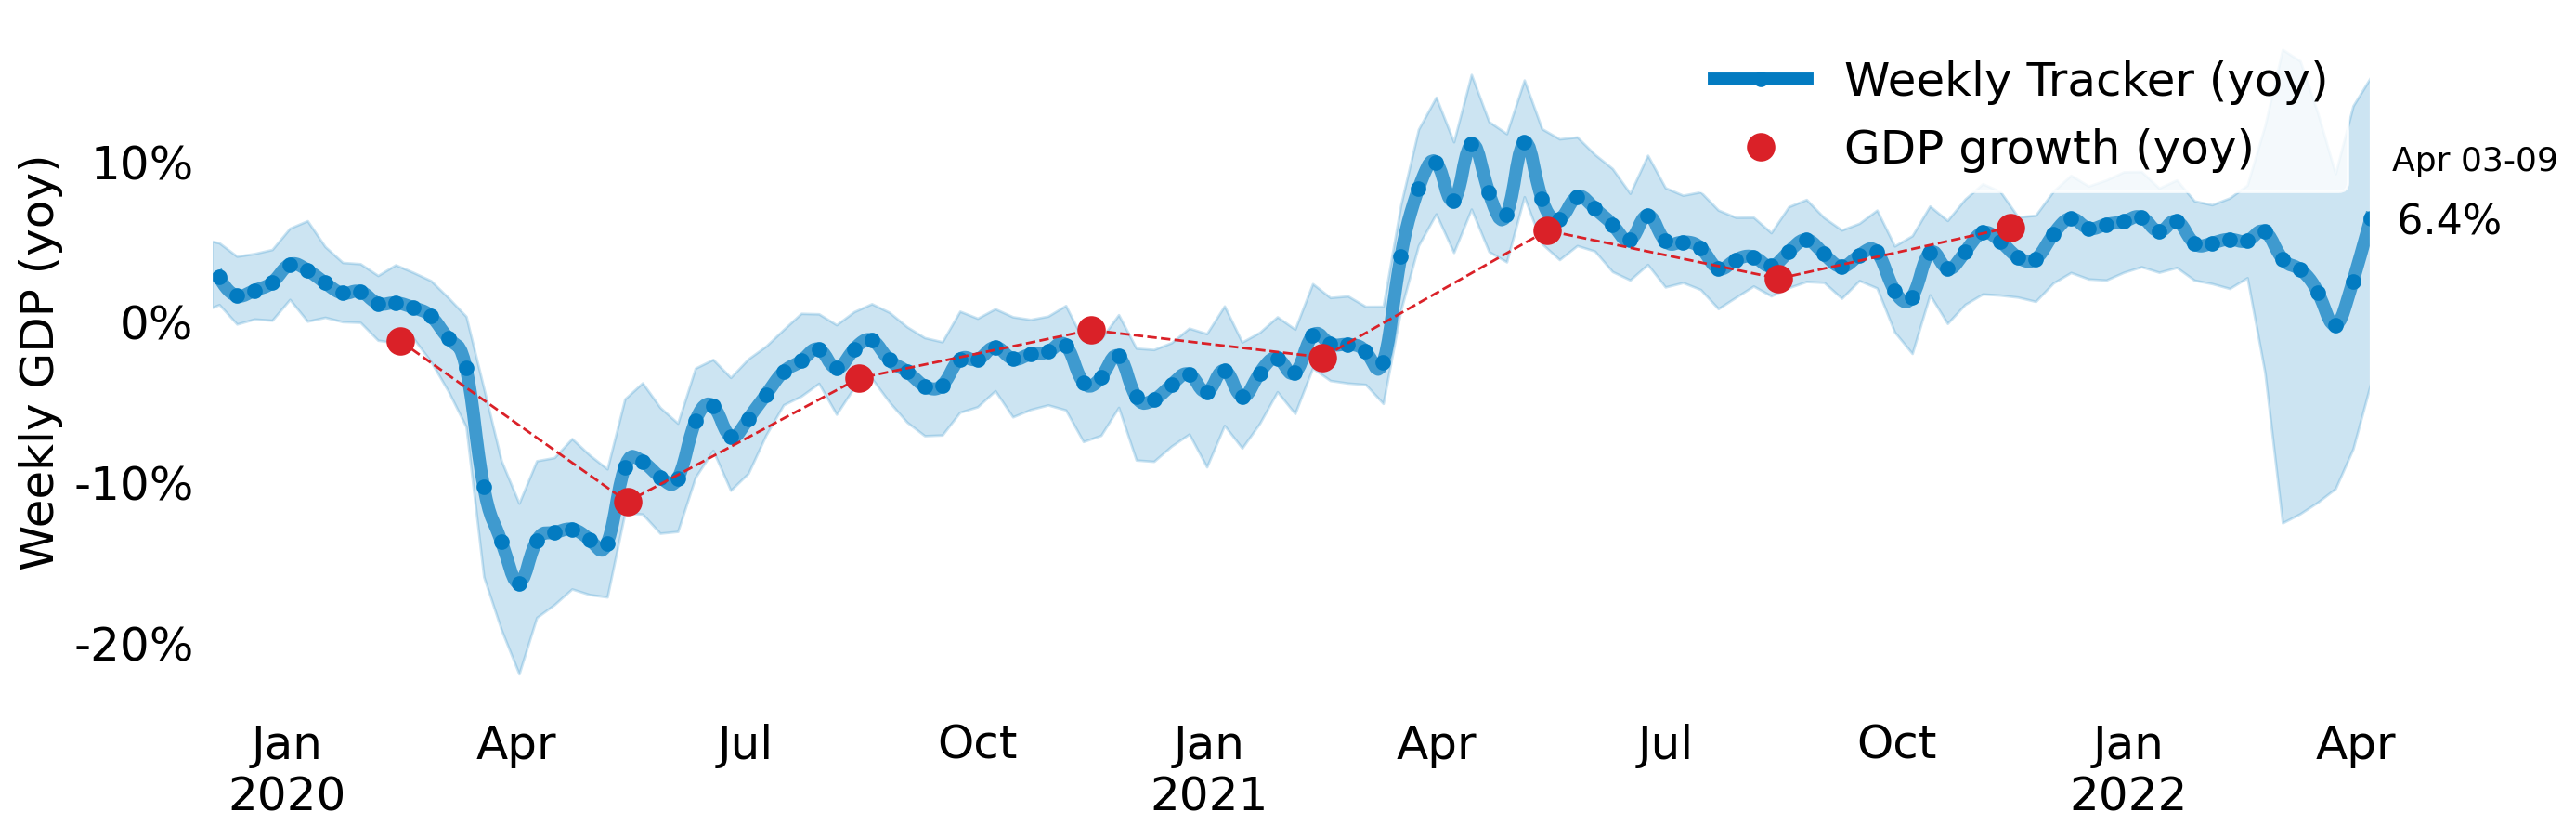 Weekly Tracker (yoy)
GDP growth (yoy)
Apr 03-09
6.4%
Weekly GDP (yoy)
10%
0%
-10%
-20%
Jan Apr Jul Oct Jan Apr Jul Oct Jan Apr
2020 2021 2022